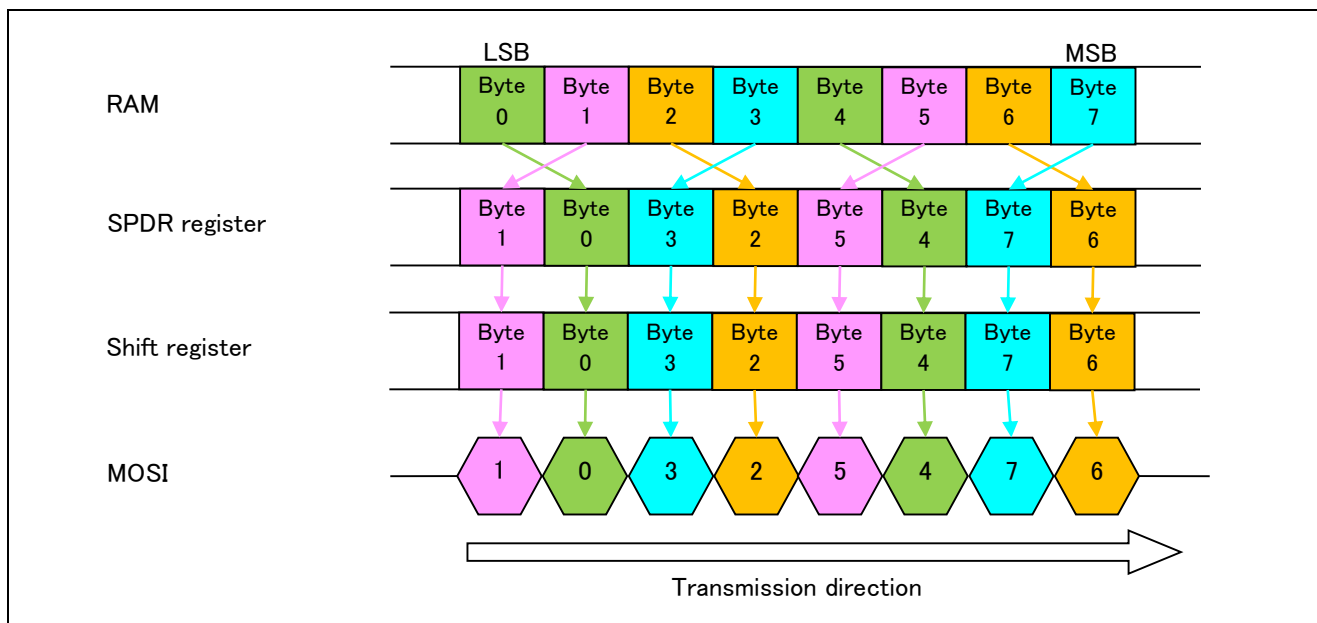 LSB MSB
RAM
Byte Byte Byte Byte Byte Byte Byte Byte
0 1 2 3 4 5 6 7
SPDR register
Byte Byte Byte Byte Byte Byte Byte Byte
1 0 3 2 5 4 7 6
Shift register
Byte Byte Byte Byte Byte Byte Byte Byte
1 0 3 2 5 4 7 6
MOSI
1 0 3 2 5 4 7 6
Transmission direction